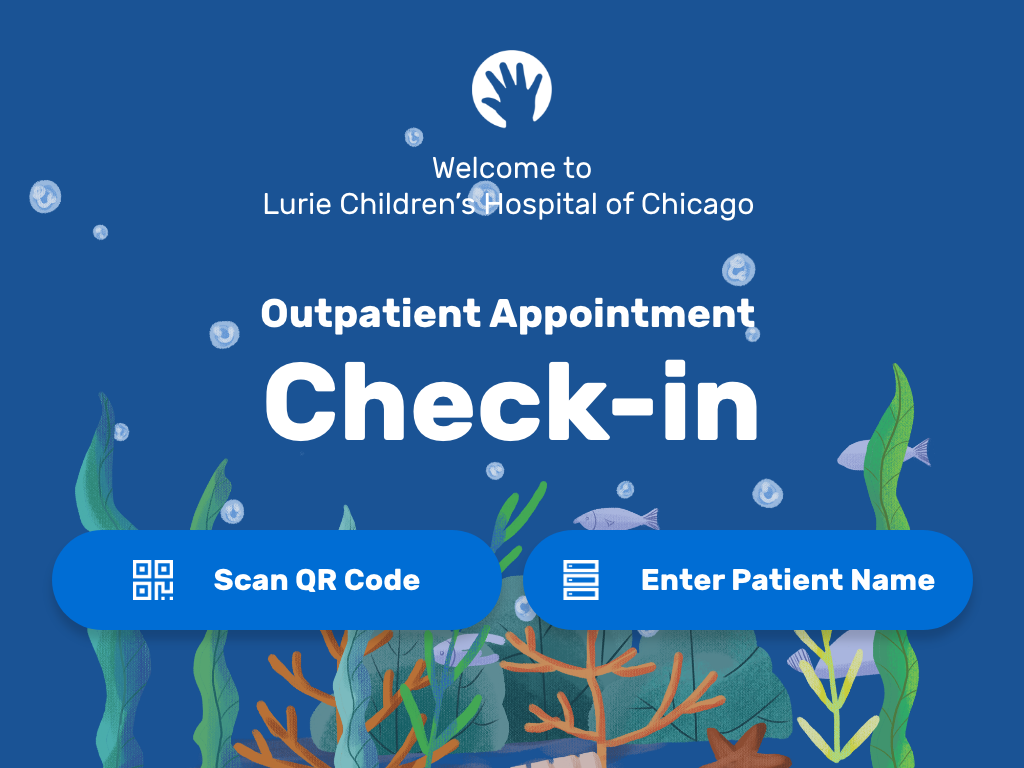 Welcome to
Lurie Children’s Hospital of Chicago
Outpatient Appointment
Check-in
Scan QR Code
Enter Patient Name